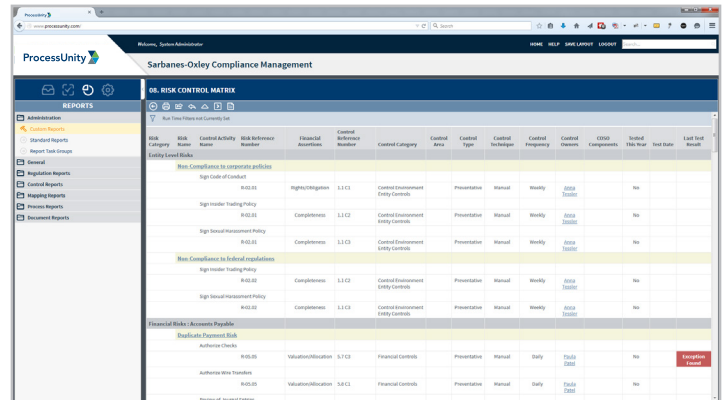 ProcessUnity
www.processunity.com/
Search
Welcome, System Administrator
HOME HELP SAVE LAYOUT LOGOUT
Search...
ProcessUnity
Sarbanes-Oxley Compliance Management
REPORTS
Administration
Custom Reports
Standard Reports
Report Task Groups
General
Regulation Reports
Control Reports
Mapping Reports
Process Reports
Document Reports
08. RISK CONTROL MATRIX
Run Time Filters not Currently Set
Risk Category Risk Name Control Activity Name Risk Reference Number Financial Assertions Control Reference Number Control Category Control Area Control Type Control Technique Control Frequency Control Owners COSO Components Tested This Year Test Date Last Test Result
Entity Level Risks
Non-Compliance to corporate policies
Sign Code of Conduct
R-02.01 Rights/Obligation 1.1 C1 Control Environment Preventative Manual Weekly Anna No
Entity Controls Tessler
Sign Insider Trading Policy
R-02.01 Completeness 1.1 C2 Control Environment Preventative Manual Weekly Anna No
Entity Controls Tessler
Sign Sexual Harassment Policy
R-02.01 Completeness 1.1 C3 Control Environment Preventative Manual Weekly Anna No
Entity Controls Tessler
Non-Compliance to federal regulations
Sign Insider Trading Policy
R-02.02 Completeness 1.1 C2 Control Environment Preventative Manual Weekly Anna No
Entity Controls Tessler
Sign Sexual Harassment Policy
R-02.02 Completeness 1.1 C3 Control Environment Preventative Manual Weekly Anna No
Entity Controls Tessler
Financial Risks : Accounts Payable
Duplicate Payment Risk
Authorize Checks
R-05.05 Valuation/Allocation 5.7 C3 Financial Controls Preventative Manual Daily Paula No Exception
Patel Found
Authorize Wire Transfers
R-05.05 Valuation/Allocation 5.8 C1 Financial Controls Preventative Manual Daily Paula No
Patel
Review of Journal Entries